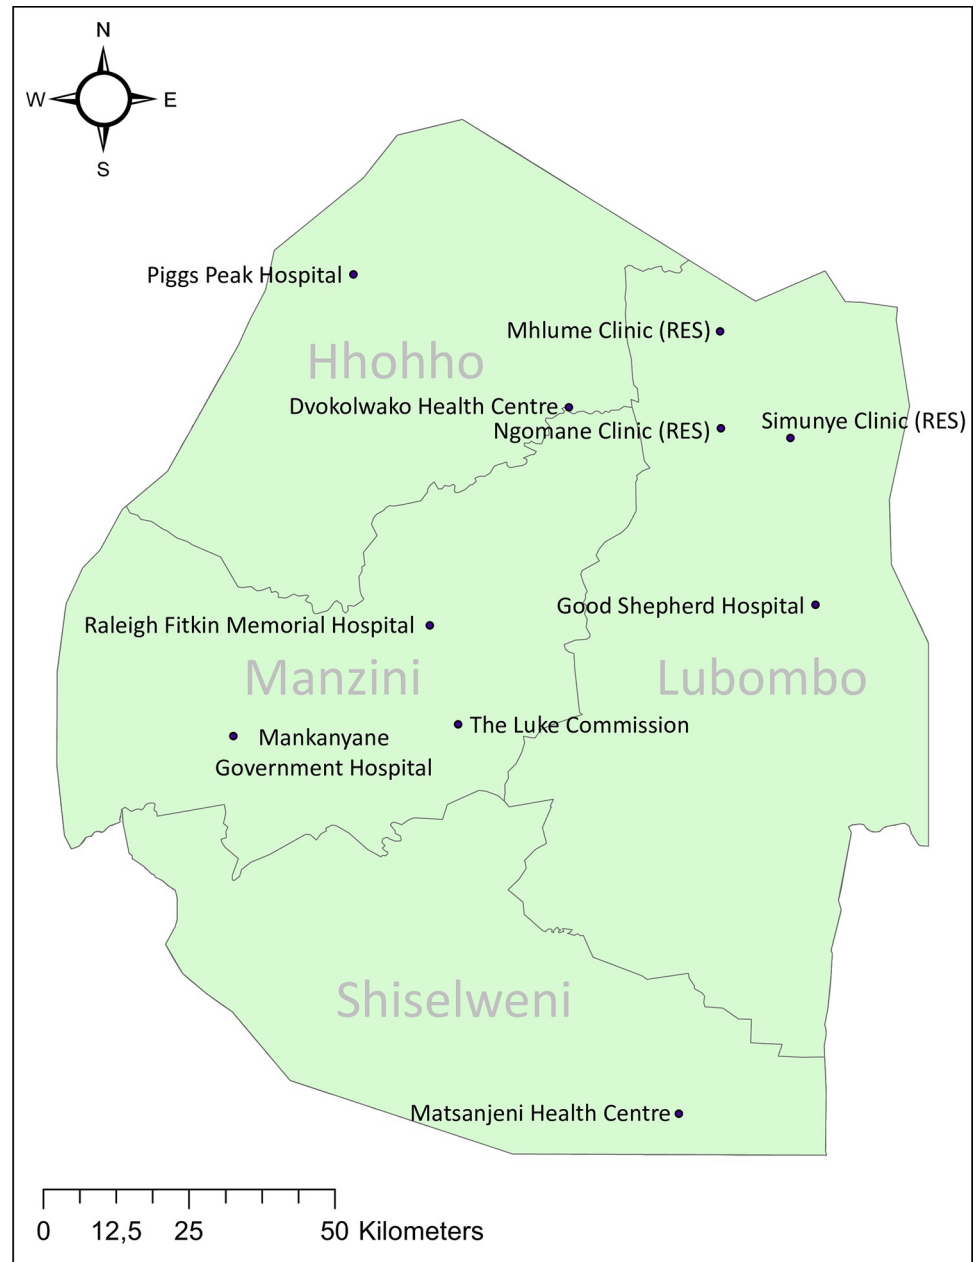 N
W
E
S
Piggs Peak Hospital
Mhlume Clinic (RES)
Hhohho
Dvokolwako Health Centre
Simunye Clinic (RES)
Ngomane Clinic (RES)
Good Shepherd Hospital
Raleigh Fitkin Memorial Hospital
Manzini
Lubombo
The Luke Commission
Mankanyane
Government Hospital
Shiselweni
Matsanjeni Health Centre
0 12,5 25 50 Kilometers